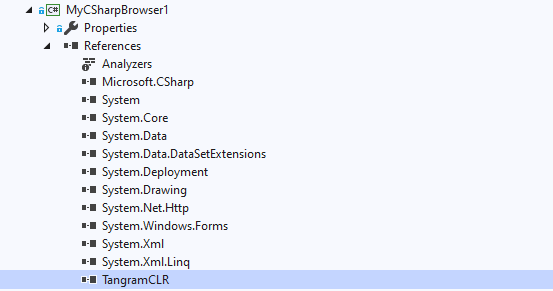 C# MyCSharpBrowser1
Properties
References
Analyzers
Microsoft.CSharp
System
System.Core
System.Data
System.Data.DataSetExtensions
System.Deployment
System.Drawing
System.Net.Http
System.Windows.Forms
System.Xml
System.Xml.Linq
TangramCLR